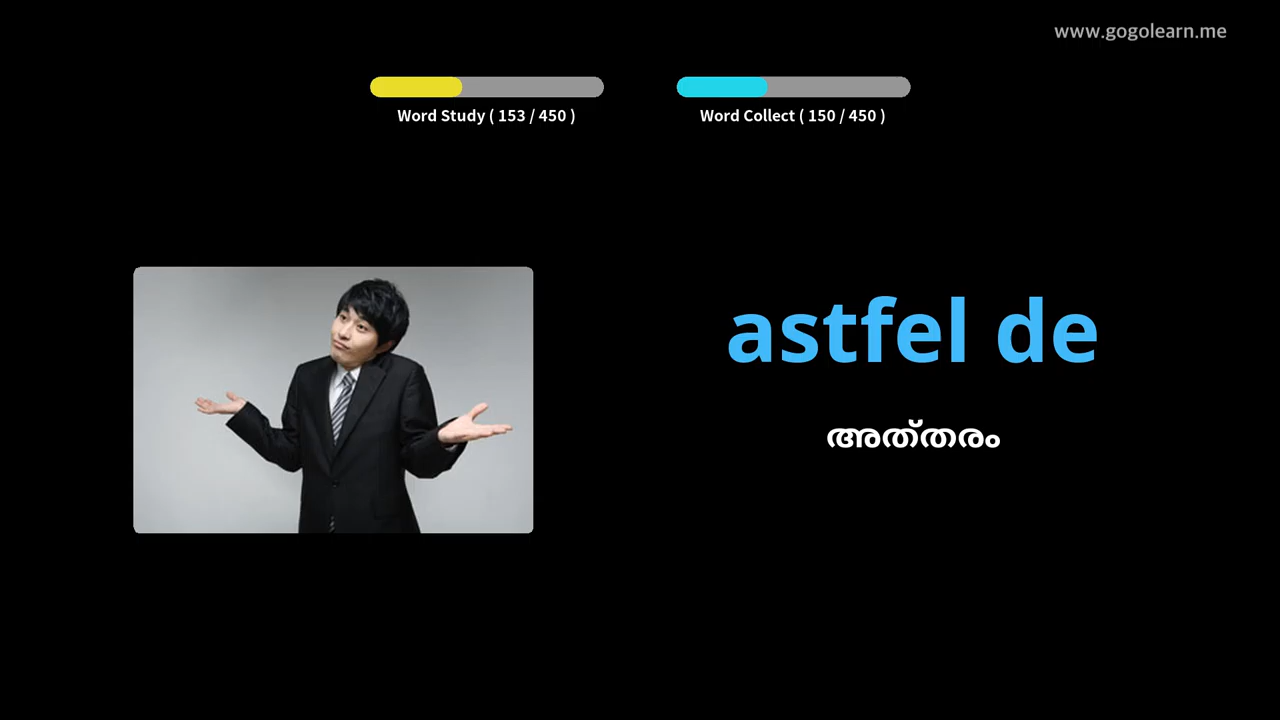 www.gogolearn.me
Word Study ( 153 / 450 )
Word Collect ( 150 / 450 )
astfel de
അത്തരം